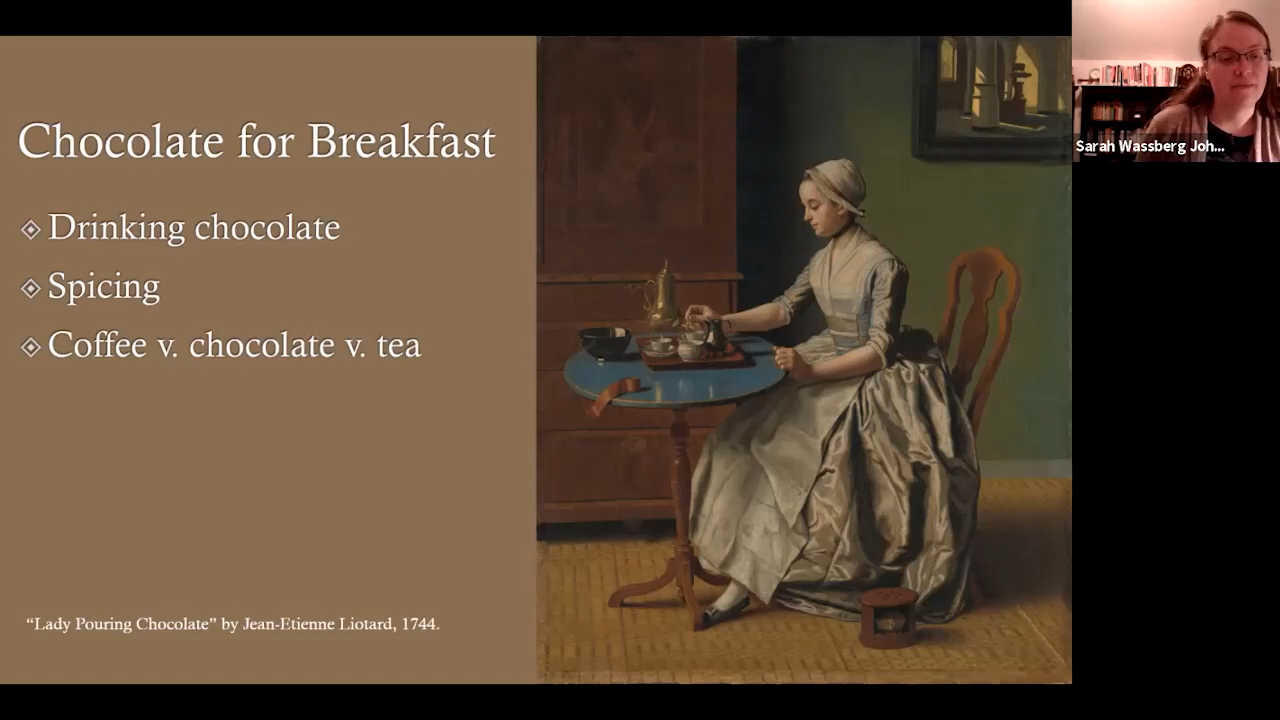 Chocolate for Breakfast
Drinking chocolate
Spicing
Coffee v. chocolate v. tea
“Lady Pouring Chocolate” by Jean-Etienne Liotard, 1744.
Sarah Wassberg Joh...